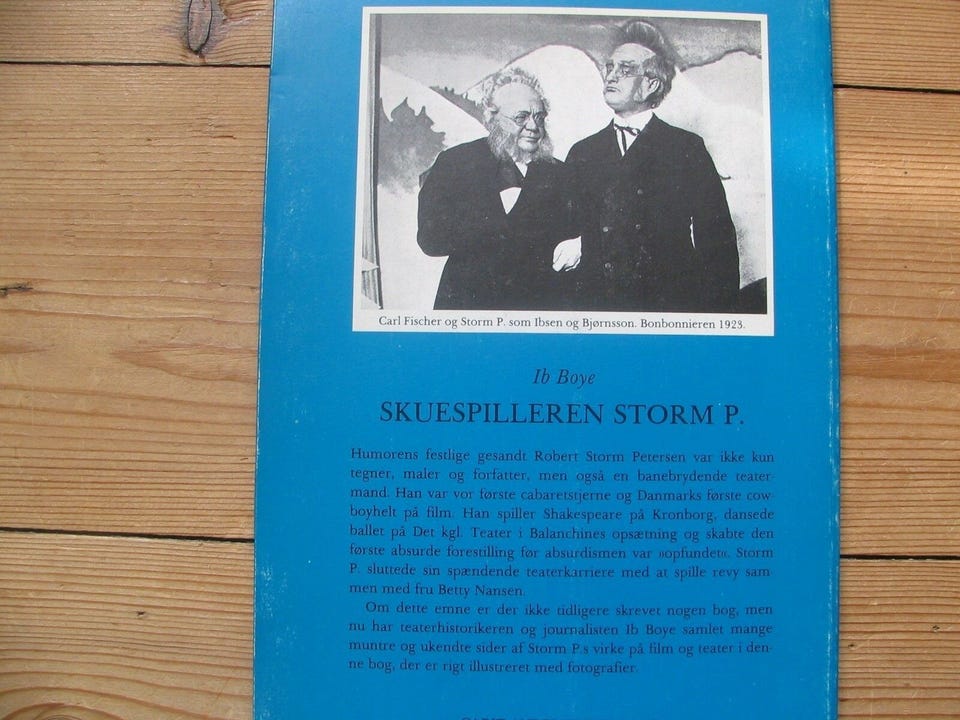 Carl Fischer og Storm P. som Ibsen og Bjørnsson. Bonbonnieren 1923.
Ib Boye
SKUESPILLEREN STORM P.
Humorens festlige gesandt Robert Storm Petersen var ikke kun
tegner, maler og forfatter, men også en banebrydende teater-
mand. Han var vor første cabaretstjerne og Danmarks første cow-
boyhelt på film. Han spiller Shakespeare på Kronborg, dansede
ballet på Det kgl. Teater i Balanchines opsætning og skabte den
første absurde forestilling før absurdismen var »opfundet«. Storm
P. sluttede sin spændende teaterkarriere med at spille revy sam-
men med fru Betty Nansen.
Om dette emne er der ikke tidligere skrevet nogen bog, men
nu har teaterhistorikeren og journalisten Ib Boye samlet mange
muntre og ukendte sider af Storm P.s virke på film og teater i den-
ne bog, der er rigt illustreret med fotografier.